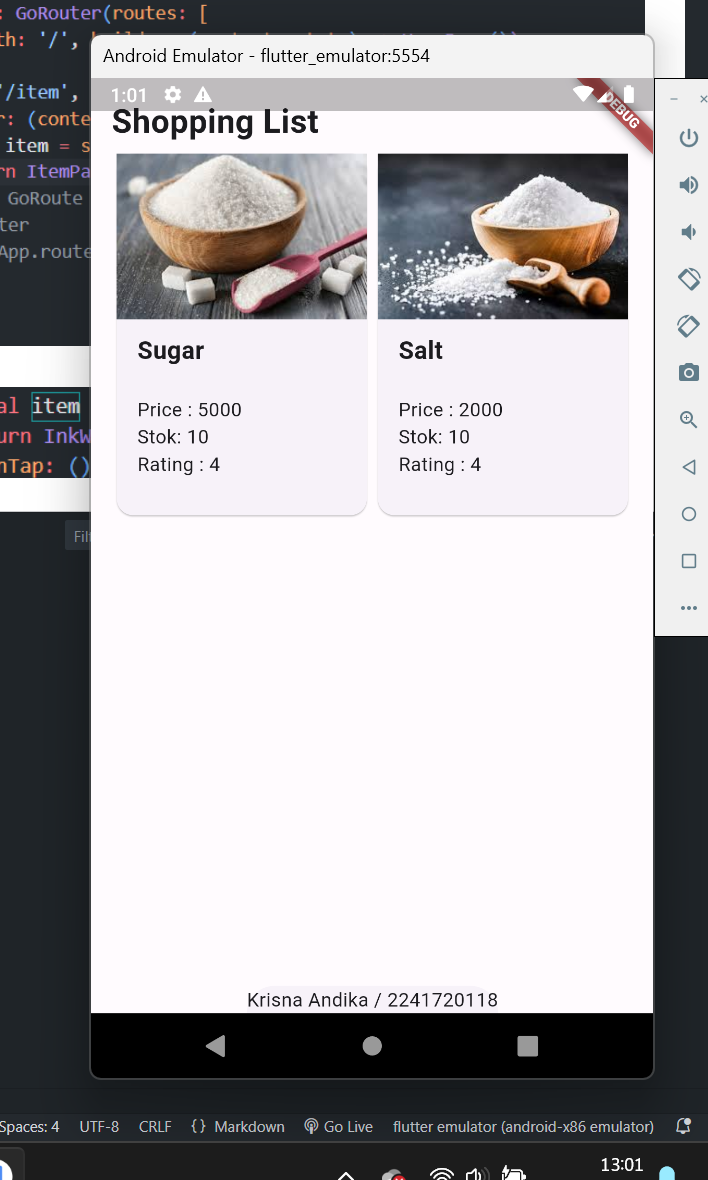 : GoRouter(routes: [
th: '/',
Android Emulator - flutter_emulator:5554
'/item',
r: (conte
item = s
rn ItemPa
GoRoute
ter
App.route
1:01
DEBUG
Shopping List
Sugar
Price : 5000
Stok: 10
Rating : 4
Salt
Price : 2000
Stok: 10
Rating : 4
al item
urn InkW
nTap: ()
Filt
Krisna Andika / 2241720118
Spaces: 4 UTF-8 CRLF {} Markdown Go Live flutter emulator (android-x86 emulator)
13:01